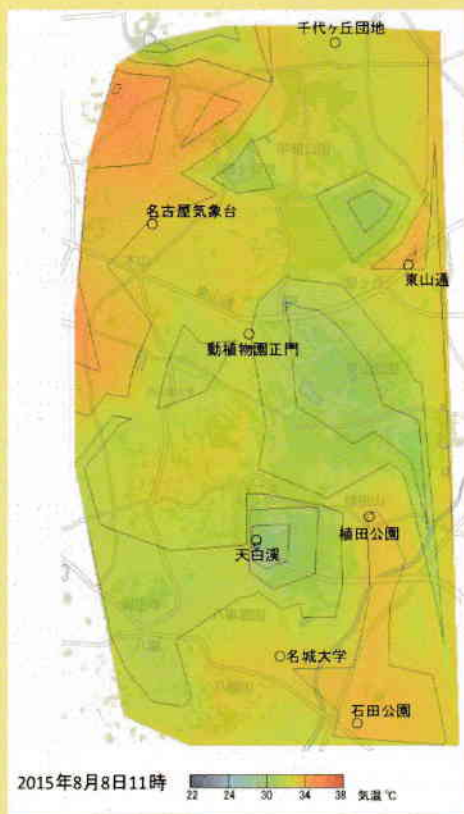 千代ヶ丘団地
名古屋気象台
東山通
動植物園正門
植田公園
天白渓
名城大学
石田公園
2015年8月8日11時
22 24 30 34 38 気温 ℃